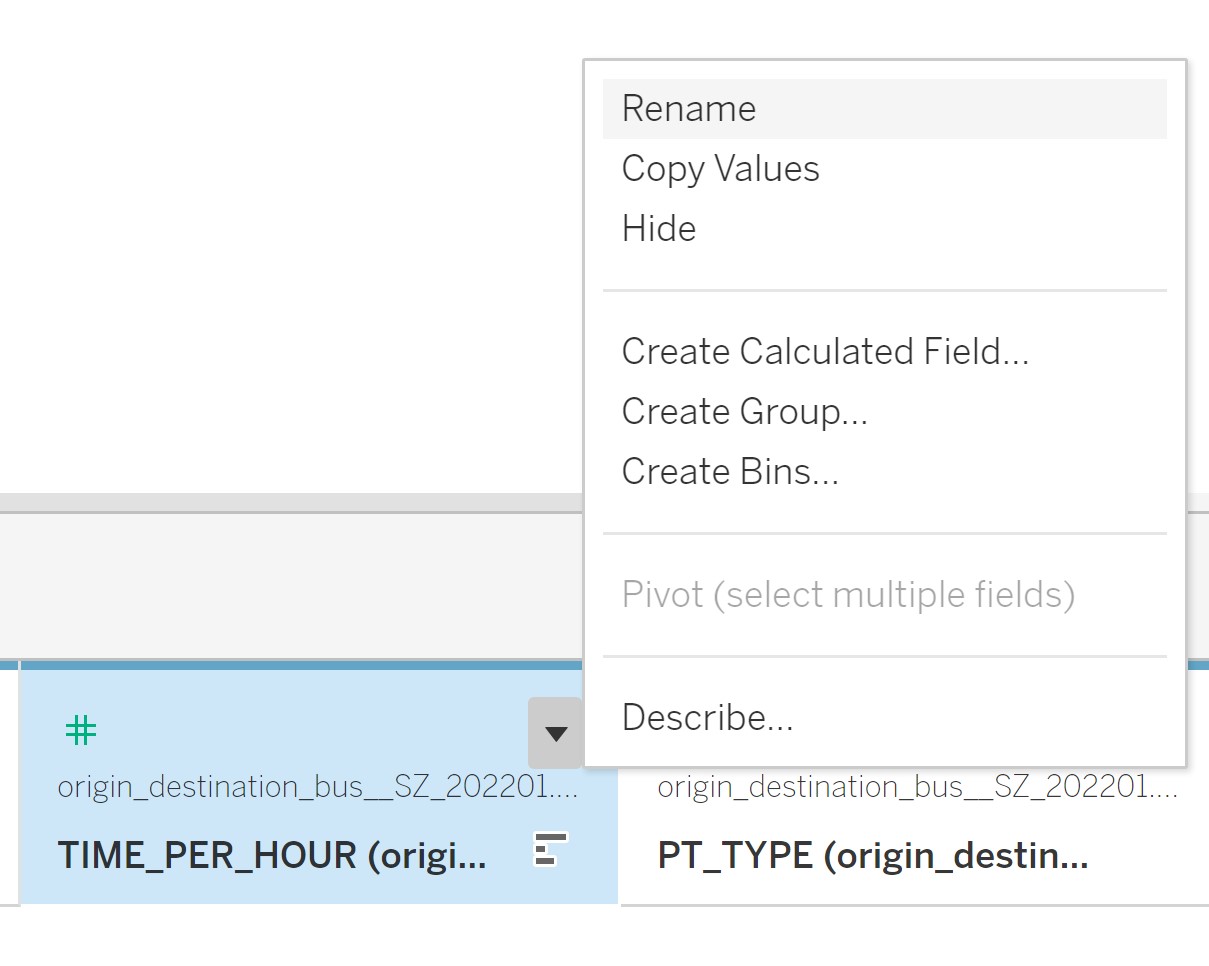 Rename
Copy Values
Hide
Create Calculated Field...
Create Group...
Create Bins...
Pivot (select multiple fields)
Describe...
#
origin_destination_bus__SZ_202201....
TIME_PER_HOUR (origi...
origin_destination_bus__SZ_202201....
PT_TYPE (origin_destin...